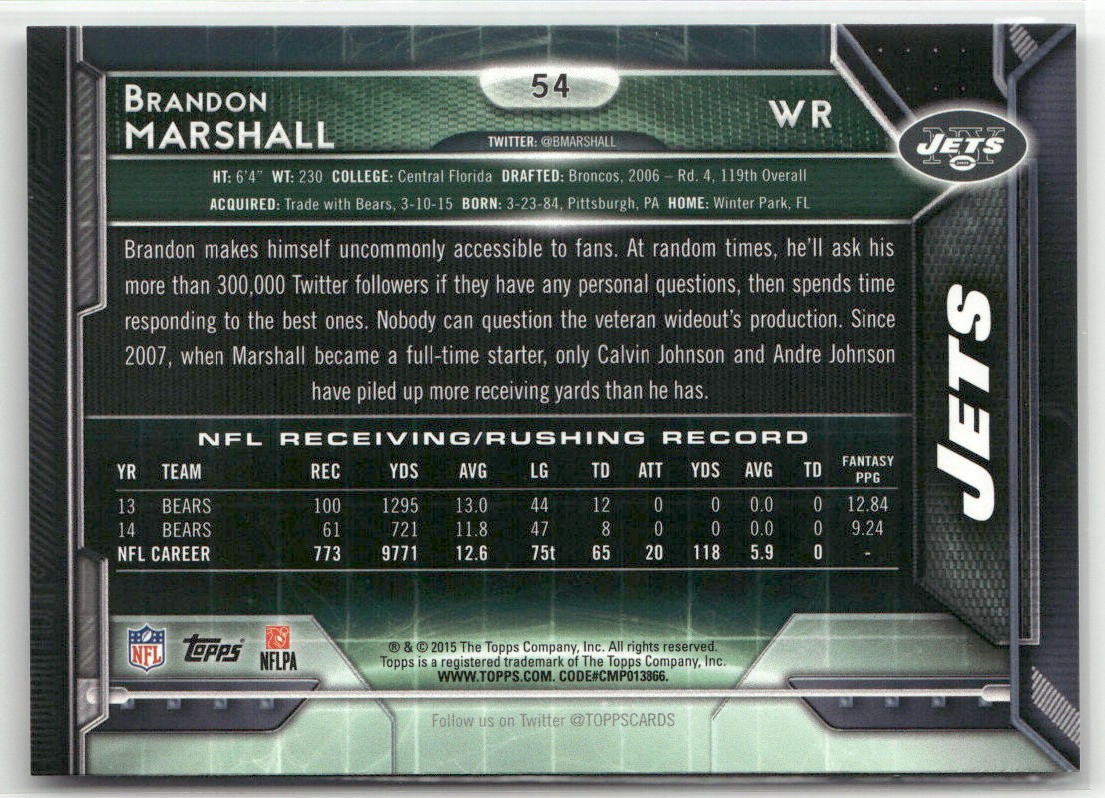 54
BRANDON
MARSHALL
WR
TWITTER: @BMARSHALL
NY JETS
HT: 6'4" WT: 230 COLLEGE: Central Florida DRAFTED: Broncos, 2006 – Rd. 4, 119th Overall
ACQUIRED: Trade with Bears, 3-10-15 BORN: 3-23-84, Pittsburgh, PA HOME: Winter Park, FL
Brandon makes himself uncommonly accessible to fans. At random times, he'll ask his
more than 300,000 Twitter followers if they have any personal questions, then spends time
responding to the best ones. Nobody can question the veteran wideout's production. Since
2007, when Marshall became a full-time starter, only Calvin Johnson and Andre Johnson
have piled up more receiving yards than he has.
JETS
NFL RECEIVING/RUSHING RECORD
YR TEAM REC YDS AVG LG TD ATT YDS AVG TD FANTASY PPG
13 BEARS 100 1295 13.0 44 12 0 0 0.0 0 12.84
14 BEARS 61 721 11.8 47 8 0 0 0.0 0 9.24
NFL CAREER 773 9771 12.6 75t 65 20 118 5.9 0 -
NFL Topps NFLPA
® & © 2015 The Topps Company, Inc. All rights reserved.
Topps is a registered trademark of The Topps Company, Inc.
WWW.TOPPS.COM. CODE#CMP013866.
Follow us on Twitter @TOPPSCARDS